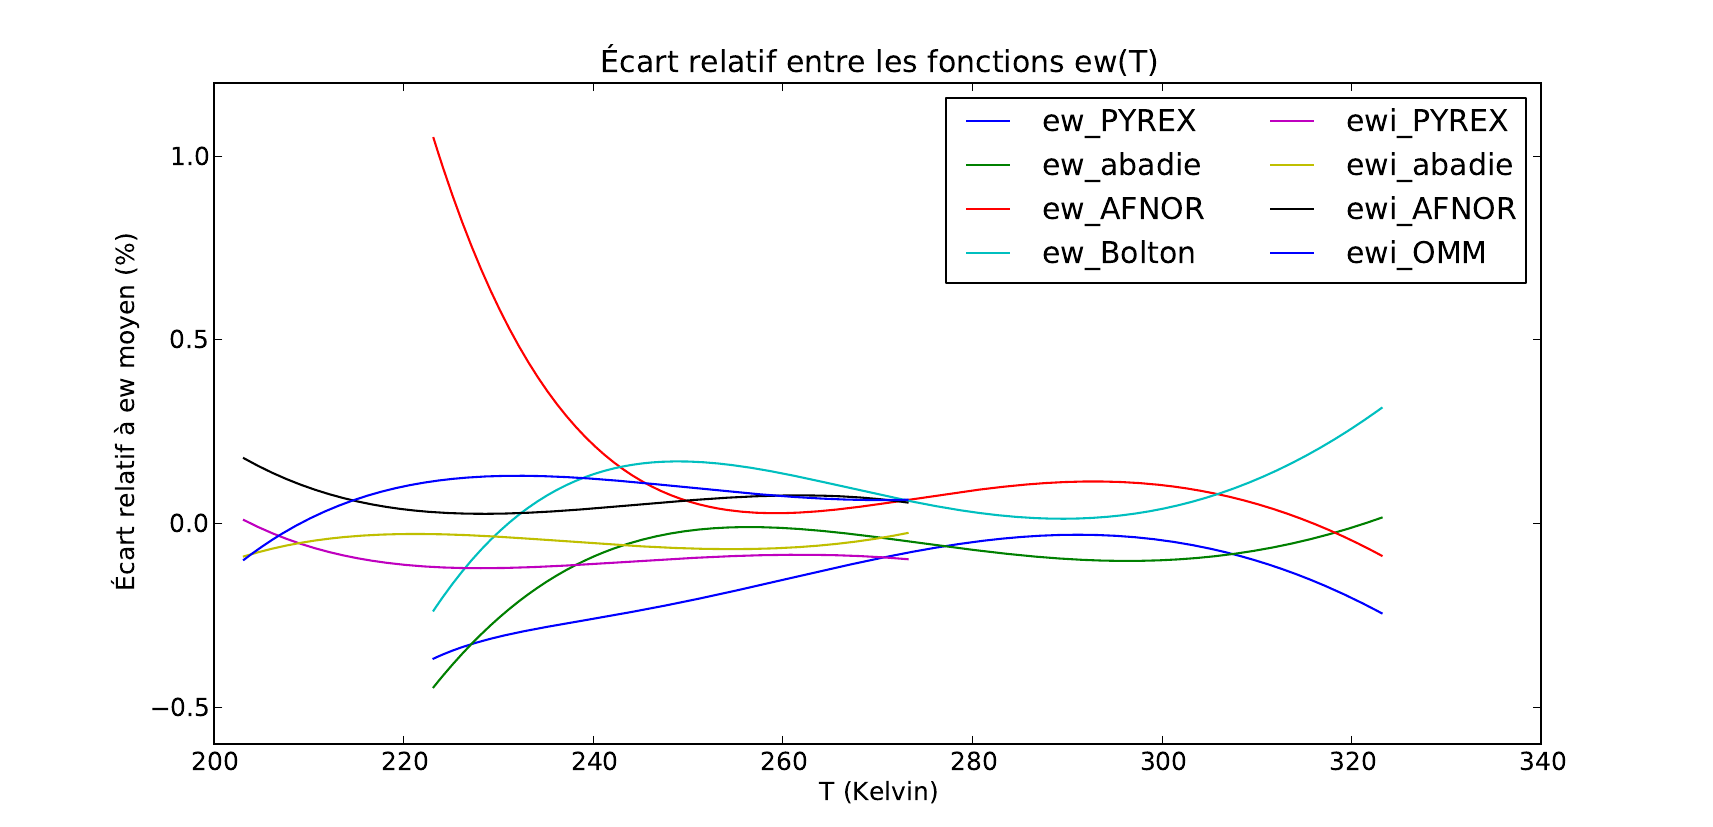 Écart relatif entre les fonctions ew(T)
Écart relatif à ew moyen (%)
1.0
0.5
0.0
−0.5
ew_PYREX
ew_abadie
ew_AFNOR
ew_Bolton
ewi_PYREX
ewi_abadie
ewi_AFNOR
ewi_OMM
200 220 240 260 280 300 320 340
T (Kelvin)